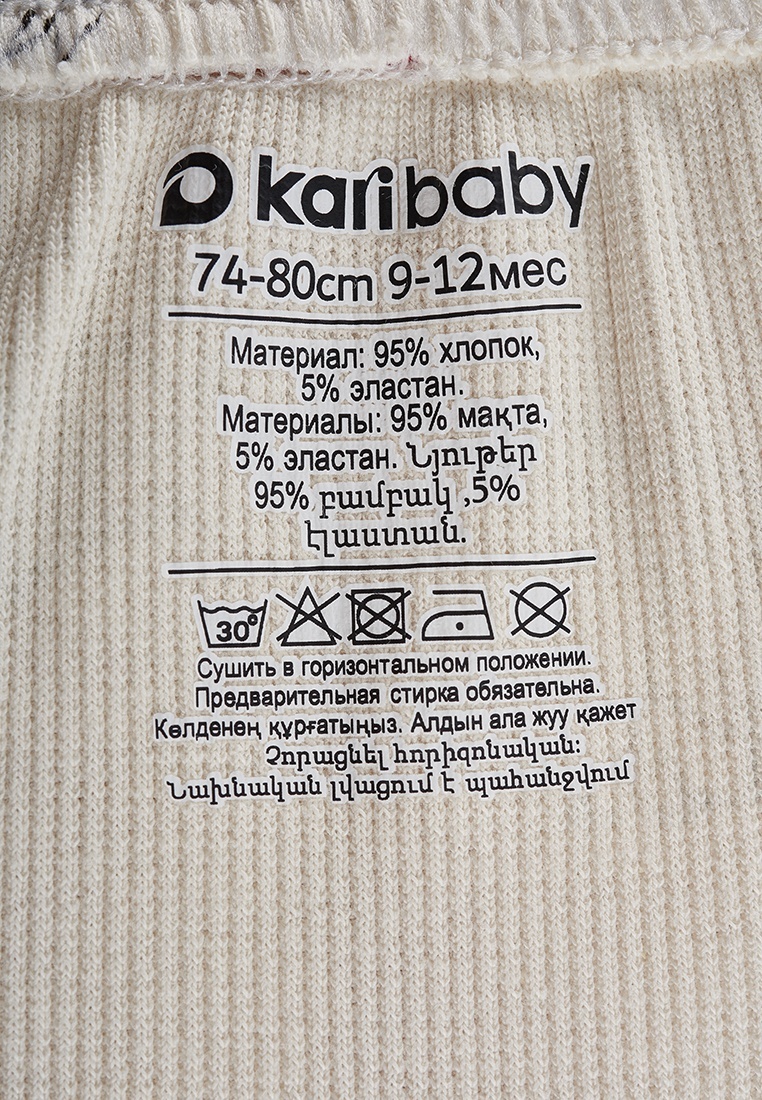 kari baby
74-80cm 9-12мес
Материал: 95% хлопок,
5% эластан.
Материалы: 95% мақта,
5% эластан. Նյութեր
95% բամբակ ,5%
էլաստան.
30°
Сушить в горизонтальном положении.
Предварительная стирка обязательна.
Көлденең құрғатыңыз. Алдын ала жуу қажет
Չորացնել հորիզոնական:
Նախնական լվացում է պահանջվում